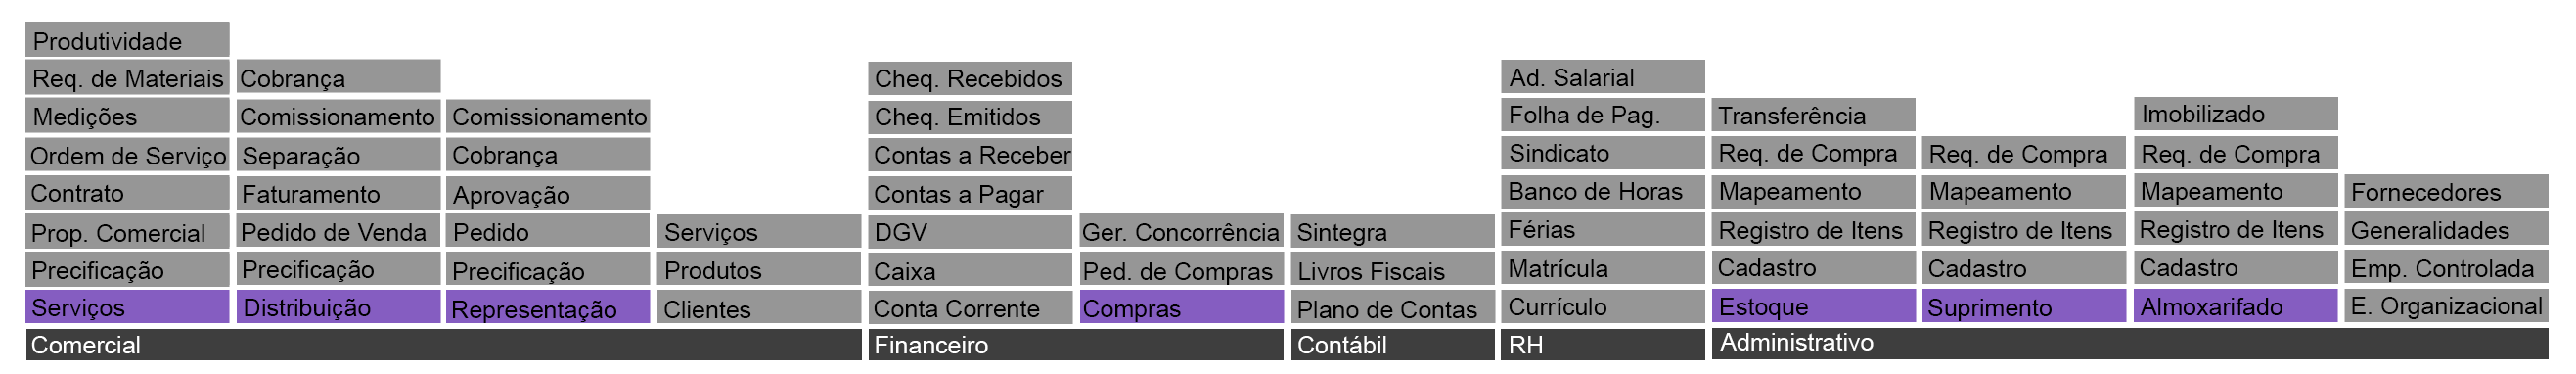 Produtividade
Req. de Materiais
Medições
Ordem de Serviço
Contrato
Prop. Comercial
Precificação
Serviços
Cobrança
Comissionamento
Separação
Faturamento
Pedido de Venda
Precificação
Distribuição
Comissionamento
Cobrança
Aprovação
Pedido
Precificação
Representação
Serviços
Produtos
Clientes
Comercial
Cheq. Recebidos
Cheq. Emitidos
Contas a Receber
Contas a Pagar
DGV
Caixa
Conta Corrente
Ger. Concorrência
Ped. de Compras
Compras
Financeiro
Sintegra
Livros Fiscais
Plano de Contas
Contábil
Ad. Salarial
Folha de Pag.
Sindicato
Banco de Horas
Férias
Matrícula
Currículo
RH
Transferência
Req. de Compra
Mapeamento
Registro de Itens
Cadastro
Estoque
Req. de Compra
Mapeamento
Registro de Itens
Cadastro
Suprimento
Imobilizado
Req. de Compra
Mapeamento
Registro de Itens
Cadastro
Almoxarifado
Fornecedores
Generalidades
Emp. Controlada
E. Organizacional
Administrativo